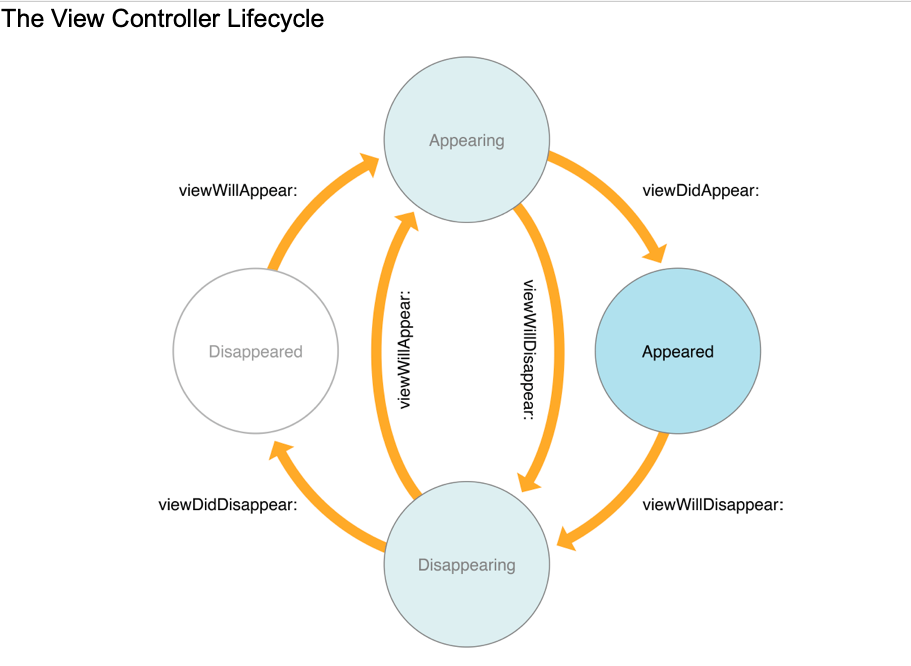 The View Controller Lifecycle
Appearing
viewWillAppear:
viewDidAppear:
viewWillAppear:
viewWillDisappear:
Disappeared
Appeared
viewDidDisappear:
viewWillDisappear:
Disappearing